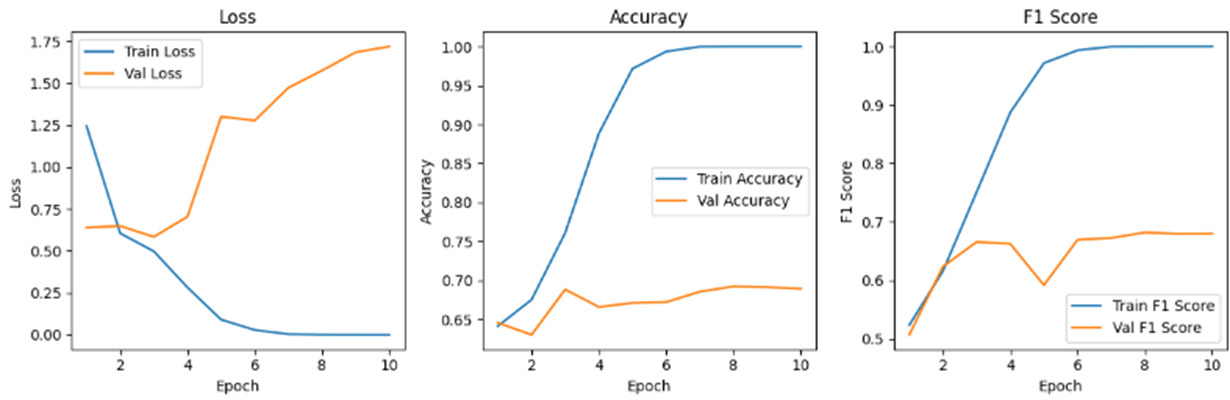 Loss
Train Loss
Val Loss
1.75
1.50
1.25
1.00
0.75
0.50
0.25
0.00
Loss
2 4 6 8 10
Epoch
Accuracy
1.00
0.95
0.90
0.85
0.80
0.75
0.70
0.65
Accuracy
Train Accuracy
Val Accuracy
2 4 6 8 10
Epoch
F1 Score
1.0
0.9
0.8
0.7
0.6
0.5
F1 Score
Train F1 Score
Val F1 Score
2 4 6 8 10
Epoch